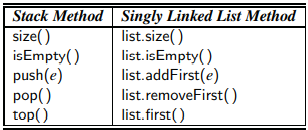 Stack Method Singly Linked List Method
size() list.size()
isEmpty() list.isEmpty()
push(e) list.addFirst(e)
pop() list.removeFirst()
top() list.first()